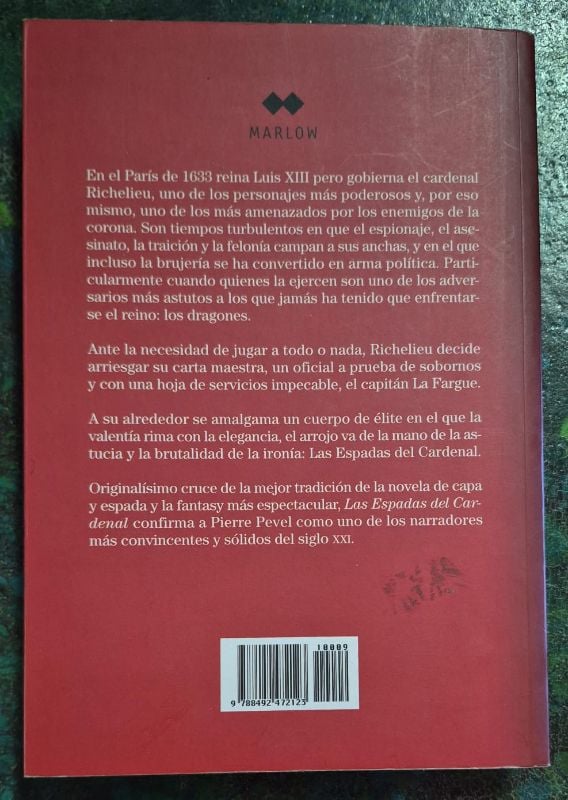 MARLOW
En el París de 1633 reina Luis XIII pero gobierna el cardenal
Richelieu, uno de los personajes más poderosos y, por eso
mismo, uno de los más amenazados por los enemigos de la
corona. Son tiempos turbulentos en que el espionaje, el ase-
sinato, la traición y la felonía campan a sus anchas, y en el que
incluso la brujería se ha convertido en arma política. Parti-
cularmente cuando quienes la ejercen son uno de los adver-
sarios más astutos a los que jamás ha tenido que enfrentar-
se el reino: los dragones.
Ante la necesidad de jugar a todo o nada, Richelieu decide
arriesgar su carta maestra, un oficial a prueba de sobornos
y con una hoja de servicios impecable, el capitán La Fargue.
A su alrededor se amalgama un cuerpo de élite en el que la
valentía rima con la elegancia, el arrojo va de la mano de la as-
tucia y la brutalidad de la ironía: Las Espadas del Cardenal.
Originalísimo cruce de la mejor tradición de la novela de capa
y espada y la fantasy más espectacular, Las Espadas del Car-
denal confirma a Pierre Pevel como uno de los narradores
más convincentes y sólidos del siglo XXI.
10009
9 788492 472123